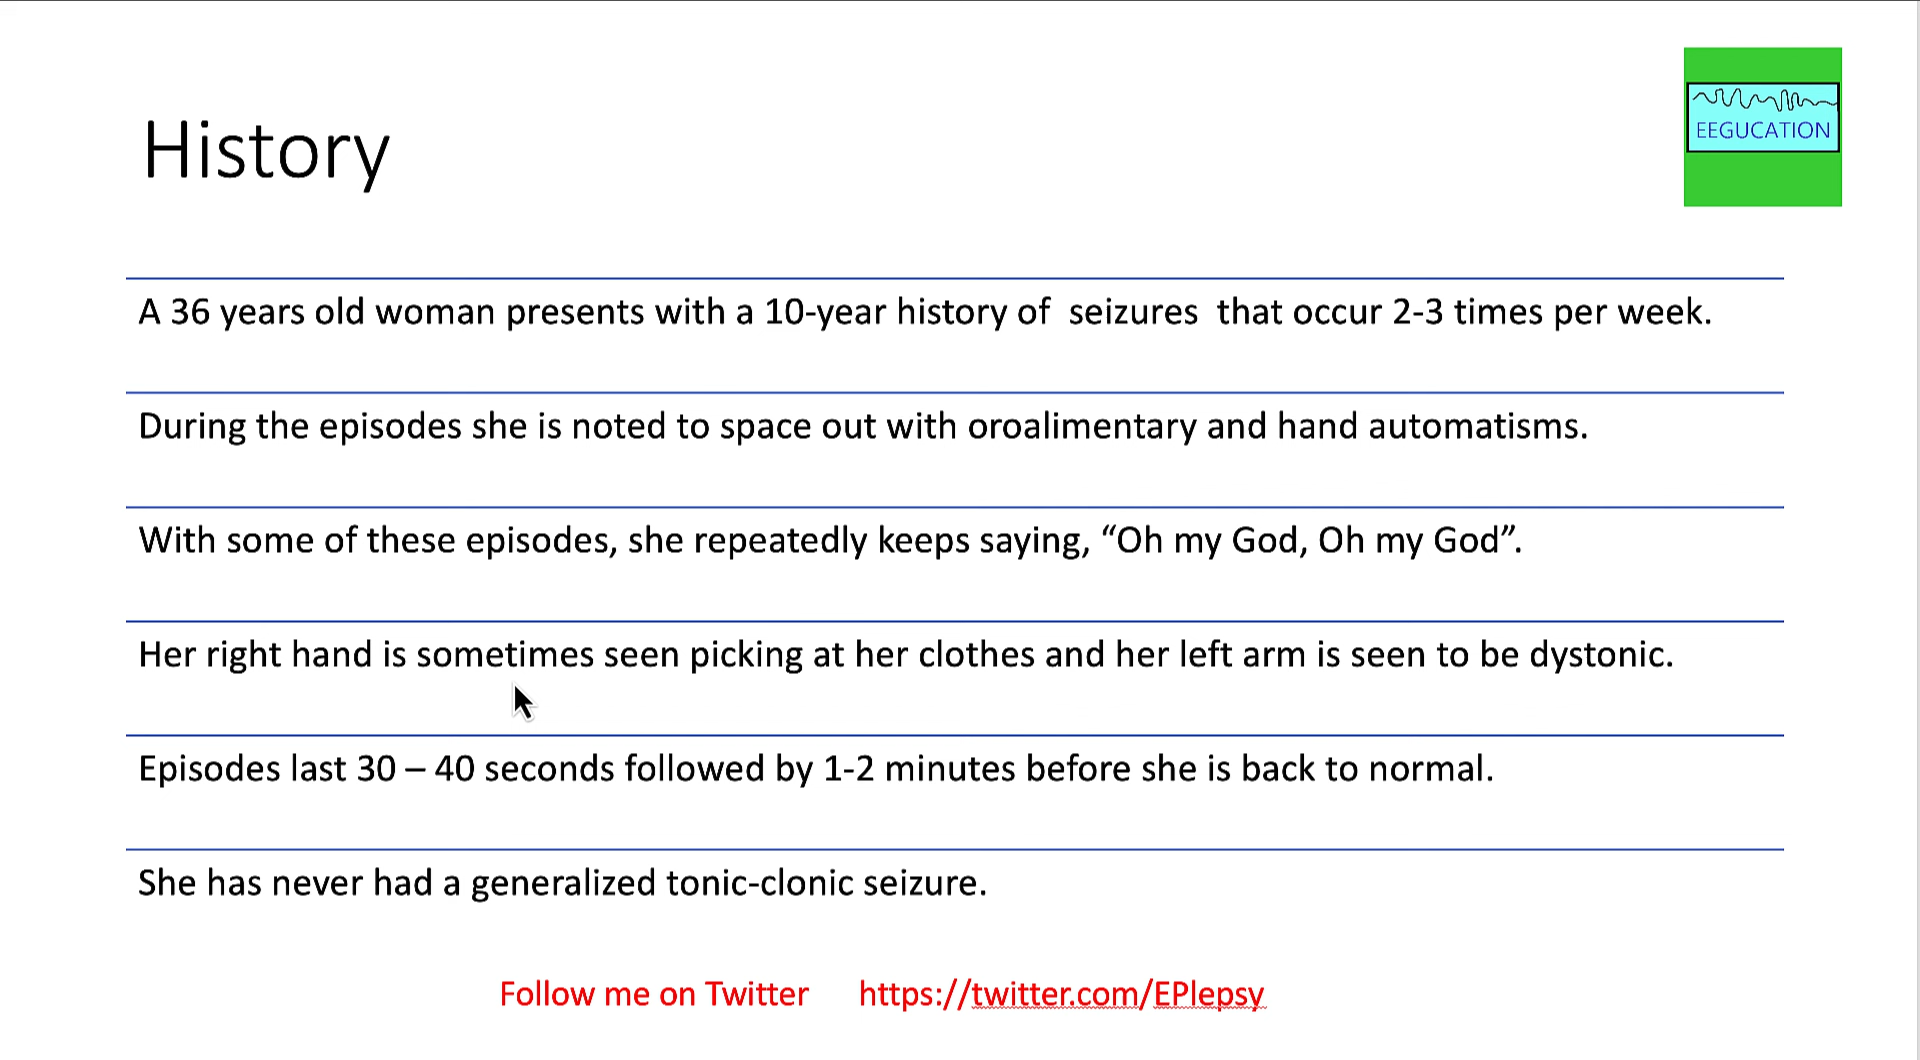 EEGUCATION
History
A 36 years old woman presents with a 10-year history of seizures that occur 2-3 times per week.
During the episodes she is noted to space out with oroalimentary and hand automatisms.
With some of these episodes, she repeatedly keeps saying, “Oh my God, Oh my God”.
Her right hand is sometimes seen picking at her clothes and her left arm is seen to be dystonic.
Episodes last 30 – 40 seconds followed by 1-2 minutes before she is back to normal.
She has never had a generalized tonic-clonic seizure.
Follow me on Twitter https://twitter.com/EPlepsy